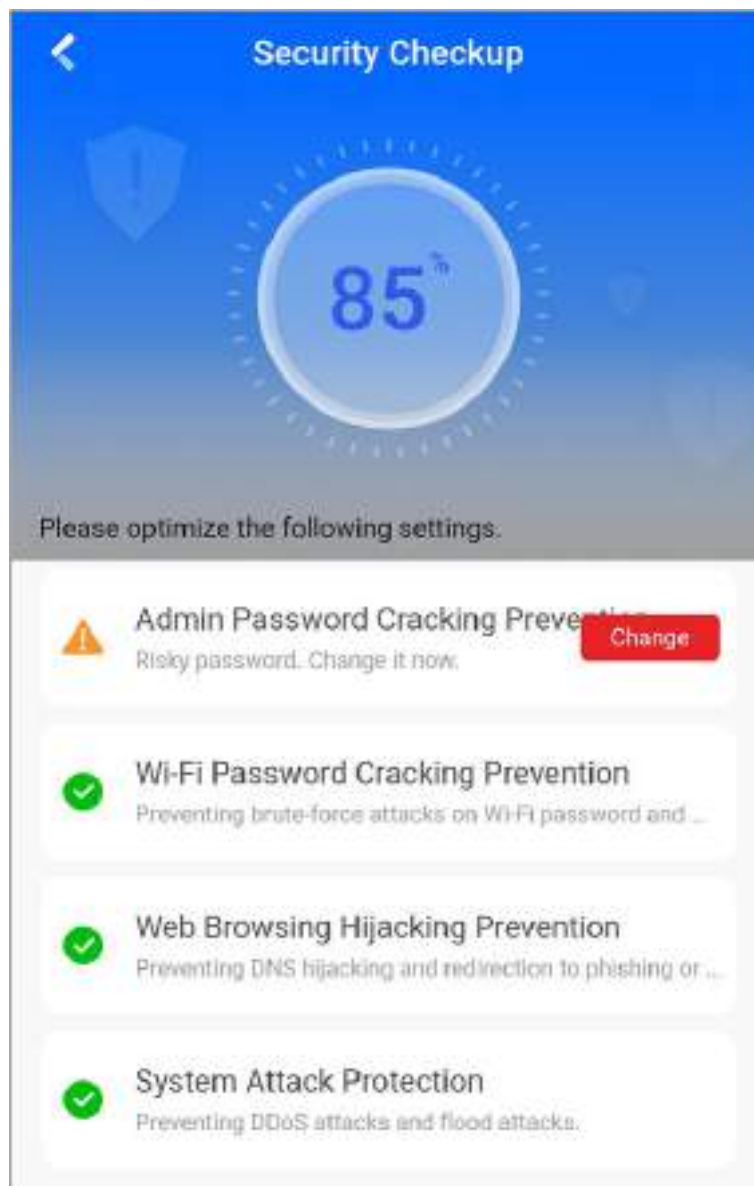 Security Checkup
85%
Please optimize the following settings.
Admin Password Cracking Preve
Change
Risky password. Change it now.
Wi-Fi Password Cracking Prevention
Preventing brute-force attacks on Wi-Fi password and ...
Web Browsing Hijacking Prevention
Preventing DNS hijacking and redirection to phishing or ...
System Attack Protection
Preventing DDoS attacks and flood attacks.